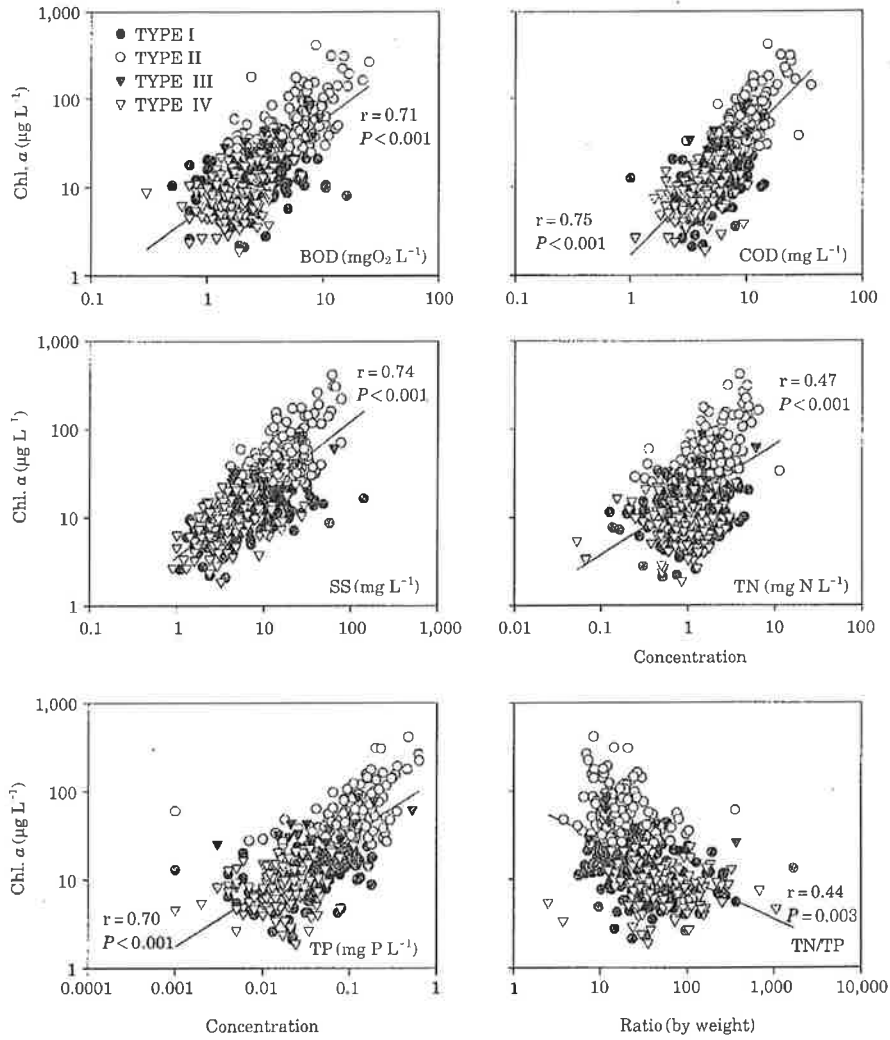 1,000
100
10
1
Chl. a (μg L⁻¹)
TYPE I
TYPE II
TYPE III
TYPE IV
r=0.71
P<0.001
BOD (mgO₂ L⁻¹)
0.1
1
10
100
r=0.75
P<0.001
COD (mg L⁻¹)
0.1
1
10
100
1,000
100
10
1
Chl. a (μg L⁻¹)
r=0.74
P<0.001
SS (mg L⁻¹)
0.1
1
10
100
1,000
r=0.47
P<0.001
TN (mg N L⁻¹)
0.01
0.1
1
10
100
Concentration
1,000
100
10
1
Chl. a (μg L⁻¹)
r=0.70
P<0.001
TP (mg P L⁻¹)
0.0001
0.001
0.01
0.1
1
Concentration
r=0.44
P=0.003
TN/TP
1
10
100
1,000
10,000
Ratio (by weight)